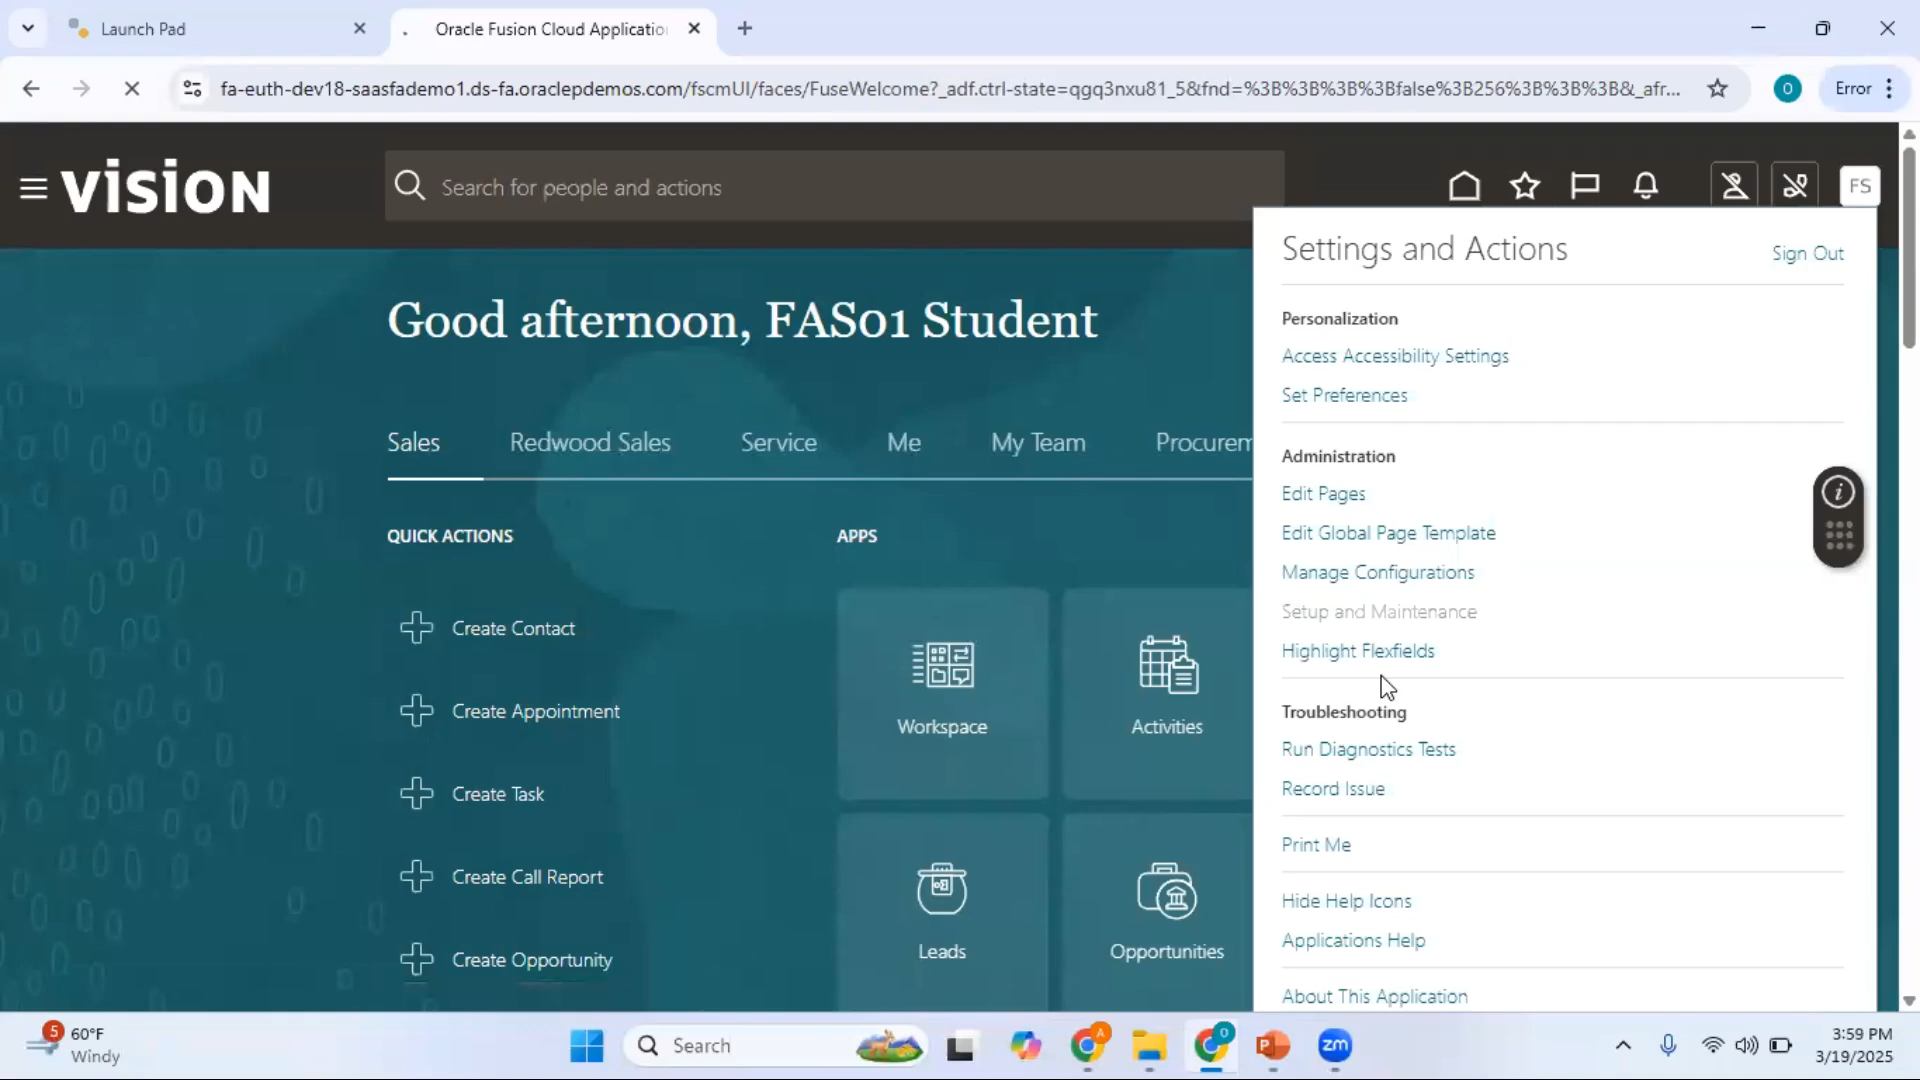 Launch Pad
Oracle Fusion Cloud Applicatio
fa-euth-dev18-saasfademo1.ds-fa.oraclepdemos.com/fscmUI/faces/FuseWelcome?_adf.ctrl-state=qgq3nxu81_5&fnd=%3B%3B%3B%3Bfalse%3B256%3B%3B%3B&_afr...
O
Error
vision
Search for people and actions
FS
Settings and Actions
Sign Out
Good afternoon, FAS01 Student
Personalization
Access Accessibility Settings
Set Preferences
Sales
Redwood Sales
Service
Me
My Team
Procurem
Administration
Edit Pages
Edit Global Page Template
Manage Configurations
Setup and Maintenance
Highlight Flexfields
QUICK ACTIONS
APPS
Create Contact
Create Appointment
Create Task
Create Call Report
Create Opportunity
Workspace
Activities
Leads
Opportunities
Troubleshooting
Run Diagnostics Tests
Record Issue
Print Me
Hide Help Icons
Applications Help
About This Application
5
60°F
Windy
Search
A
O
P
zm
3:59 PM
3/19/2025